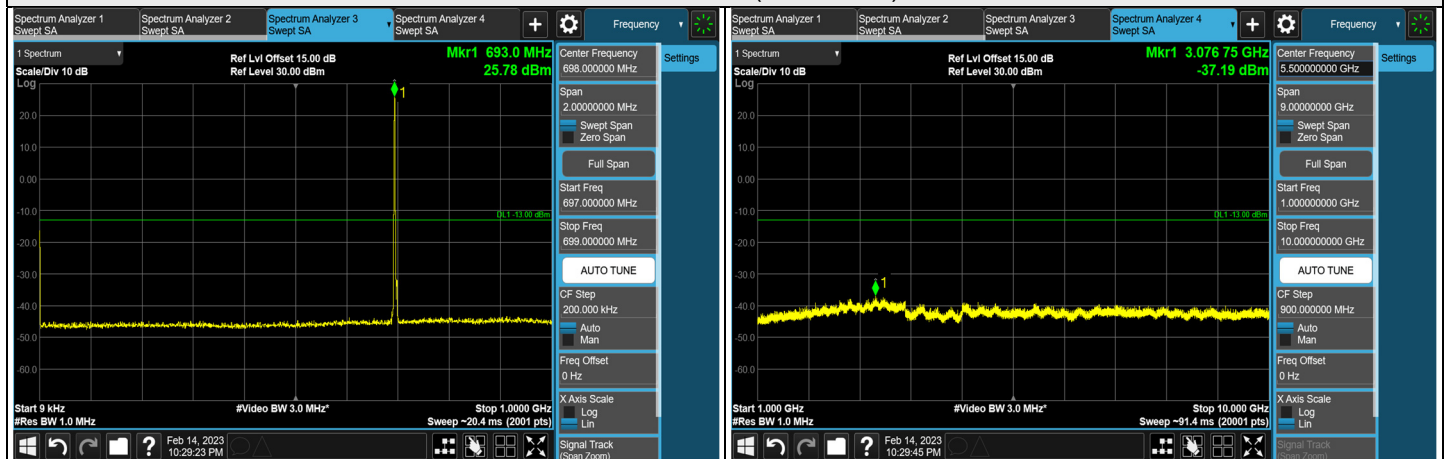 Spectrum Analyzer 1
Swept SA
Spectrum Analyzer 2
Swept SA
Spectrum Analyzer 3
Swept SA
Spectrum Analyzer 4
Swept SA
+
Frequency
1 Spectrum
Scale/Div 10 dB
Log
Ref Lvl Offset 15.00 dB
Ref Level 30.00 dBm
Mkr1 693.0 MHz
25.78 dBm
1
20.0
10.0
0.00
-10.0
-20.0
-30.0
-40.0
-50.0
-60.0
DL1 -13.00 dBm
Start 9 kHz
#Res BW 1.0 MHz
#Video BW 3.0 MHz*
Stop 1.0000 GHz
Sweep ~20.4 ms (2001 pts)
Center Frequency
698.000000 MHz
Settings
Span
2.00000000 MHz
Swept Span
Zero Span
Full Span
Start Freq
697.000000 MHz
Stop Freq
699.000000 MHz
AUTO TUNE
CF Step
200.000 kHz
Auto
Man
Freq Offset
0 Hz
X Axis Scale
Log
Lin
Signal Track
(Span Zoom)
?
Feb 14, 2023
10:29:23 PM
Spectrum Analyzer 1
Swept SA
Spectrum Analyzer 2
Swept SA
Spectrum Analyzer 3
Swept SA
Spectrum Analyzer 4
Swept SA
+
Frequency
1 Spectrum
Scale/Div 10 dB
Log
Ref Lvl Offset 15.00 dB
Ref Level 30.00 dBm
Mkr1 3.076 75 GHz
-37.19 dBm
1
20.0
10.0
0.00
-10.0
-20.0
-30.0
-40.0
-50.0
-60.0
DL1 -13.00 dBm
Start 1.000 GHz
#Res BW 1.0 MHz
#Video BW 3.0 MHz*
Stop 10.000 GHz
Sweep ~91.4 ms (20001 pts)
Center Frequency
5.500000000 GHz
Settings
Span
9.00000000 GHz
Swept Span
Zero Span
Full Span
Start Freq
1.000000000 GHz
Stop Freq
10.000000000 GHz
AUTO TUNE
CF Step
900.000000 MHz
Auto
Man
Freq Offset
0 Hz
X Axis Scale
Log
Lin
Signal Track
(Span Zoom)
?
Feb 14, 2023
10:29:45 PM